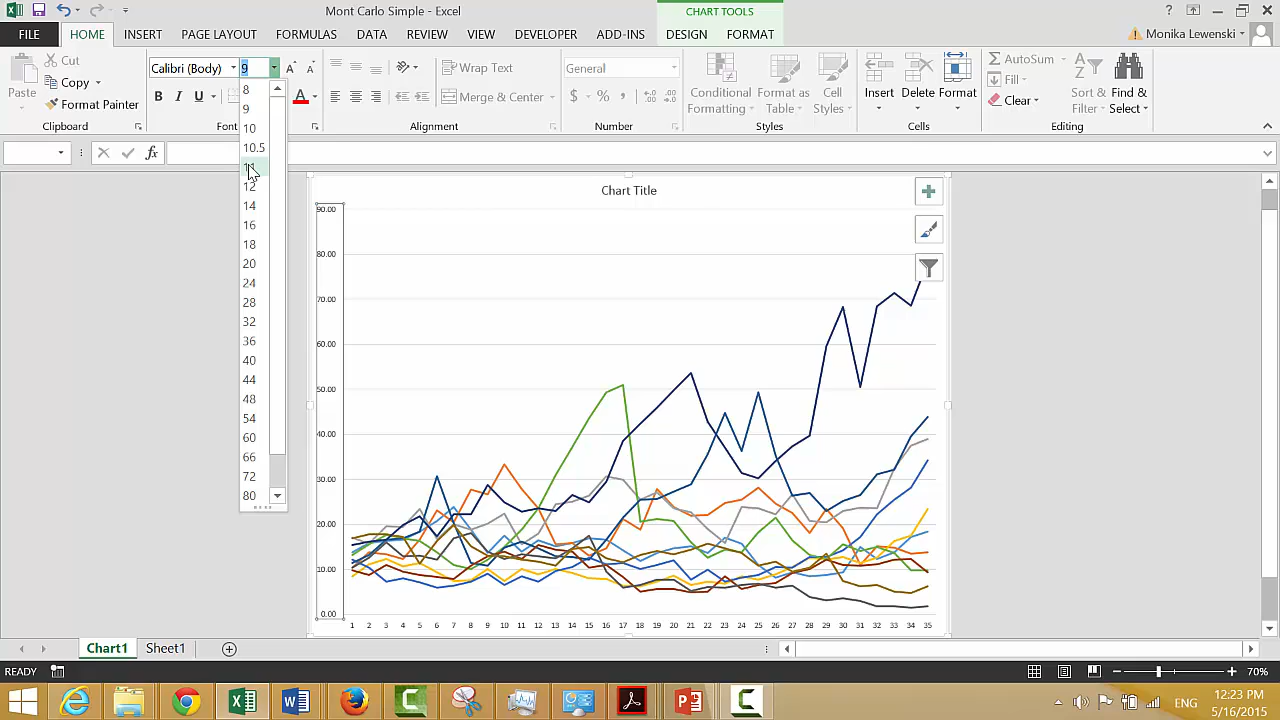 Mont Carlo Simple - Excel
CHART TOOLS
?
FILE
HOME
INSERT
PAGE LAYOUT
FORMULAS
DATA
REVIEW
VIEW
DEVELOPER
ADD-INS
DESIGN
FORMAT
Monika Lewenski
Paste
Cut
Copy
Format Painter
Clipboard
Calibri (Body)
9
B I U
Font
Wrap Text
Merge & Center
Alignment
General
$ % ,
Number
Conditional
Formatting
Format as
Table
Cell
Styles
Styles
Insert
Delete
Format
Cells
AutoSum
Fill
Clear
Sort &
Filter
Find &
Select
Editing
fx
8
9
10
10.5
11
12
14
16
18
20
24
28
32
36
40
44
48
54
60
66
72
80
Chart Title
90.00
80.00
70.00
60.00
50.00
40.00
30.00
20.00
10.00
0.00
1 2 3 4 5 6 7 8 9 10 11 12 13 14 15 16 17 18 19 20 21 22 23 24 25 26 27 28 29 30 31 32 33 34 35
Chart1
Sheet1
READY
70%
ENG
12:23 PM
5/16/2015